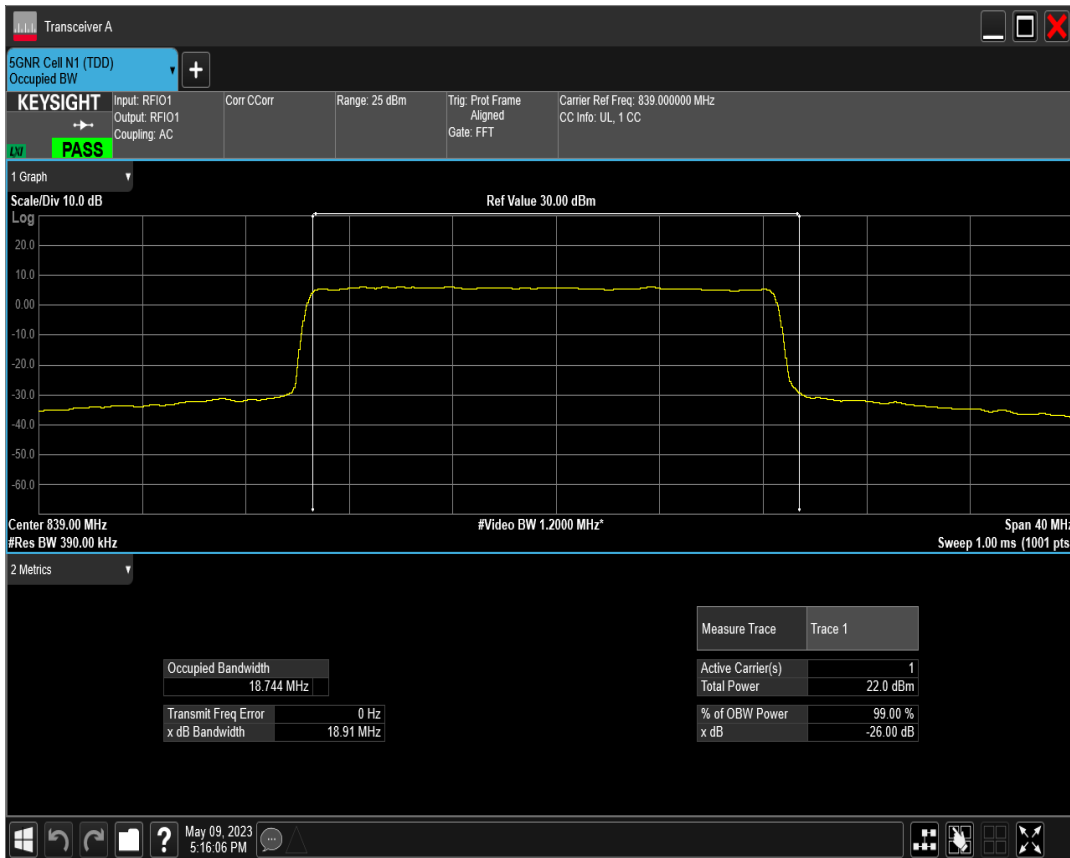 Transceiver A
5GNR Cell N1 (TDD)
Occupied BW
+
KEYSIGHT
LXI
PASS
Input: RFIO1
Output: RFIO1
Coupling: AC
Corr CCorr
Range: 25 dBm
Trig: Prot Frame
Aligned
Gate: FFT
Carrier Ref Freq: 839.000000 MHz
CC Info: UL, 1 CC
1 Graph
Scale/Div 10.0 dB
Ref Value 30.00 dBm
Log
20.0
10.0
0.00
-10.0
-20.0
-30.0
-40.0
-50.0
-60.0
Center 839.00 MHz
#Video BW 1.2000 MHz*
Span 40 MHz
#Res BW 390.00 kHz
Sweep 1.00 ms (1001 pts
2 Metrics
Measure Trace Trace 1
Occupied Bandwidth
18.744 MHz
Active Carrier(s) 1
Total Power 22.0 dBm
Transmit Freq Error 0 Hz
x dB Bandwidth 18.91 MHz
% of OBW Power 99.00 %
x dB -26.00 dB
?
May 09, 2023
5:16:06 PM